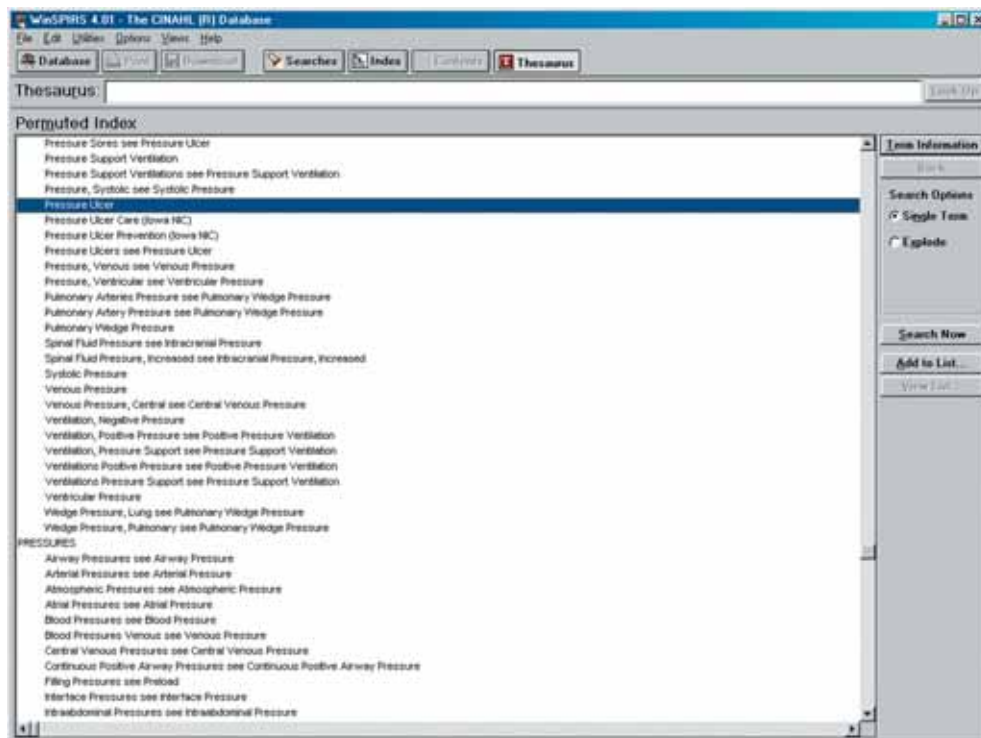 WinSPIRS 4.01 - The CINAHL (R) Database
File Edit Utilities Options Views Help
Database Print Download Searches Index Contents Thesaurus
Thesaurus: Look Up
Permuted Index
Pressure Sores see Pressure Ulcer
Pressure Support Ventilation
Pressure Support Ventilations see Pressure Support Ventilation
Pressure, Systolic see Systolic Pressure
Pressure Ulcer
Pressure Ulcer Care (Iowa NIC)
Pressure Ulcer Prevention (Iowa NIC)
Pressure Ulcers see Pressure Ulcer
Pressure, Venous see Venous Pressure
Pressure, Ventricular see Ventricular Pressure
Pulmonary Arteries Pressure see Pulmonary Wedge Pressure
Pulmonary Artery Pressure see Pulmonary Wedge Pressure
Pulmonary Wedge Pressure
Spinal Fluid Pressure see Intracranial Pressure
Spinal Fluid Pressure, Increased see Intracranial Pressure, Increased
Systolic Pressure
Venous Pressure
Venous Pressure, Central see Central Venous Pressure
Ventilation, Negative Pressure
Ventilation, Positive Pressure see Positive Pressure Ventilation
Ventilation, Pressure Support see Pressure Support Ventilation
Ventilations Positive Pressure see Positive Pressure Ventilation
Ventilations Pressure Support see Pressure Support Ventilation
Ventricular Pressure
Wedge Pressure, Lung see Pulmonary Wedge Pressure
Wedge Pressure, Pulmonary see Pulmonary Wedge Pressure
PRESSURES
Airway Pressures see Airway Pressure
Arterial Pressures see Arterial Pressure
Atmospheric Pressures see Atmospheric Pressure
Atrial Pressures see Atrial Pressure
Blood Pressures see Blood Pressure
Blood Pressures Venous see Venous Pressure
Central Venous Pressures see Central Venous Pressure
Continuous Positive Airway Pressures see Continuous Positive Airway Pressure
Filling Pressures see Preload
Interface Pressures see Interface Pressure
Intraabdominal Pressures see Intraabdominal Pressure
Term Information
Back
Search Options
Single Term
Explode
Search Now
Add to List...
View List...